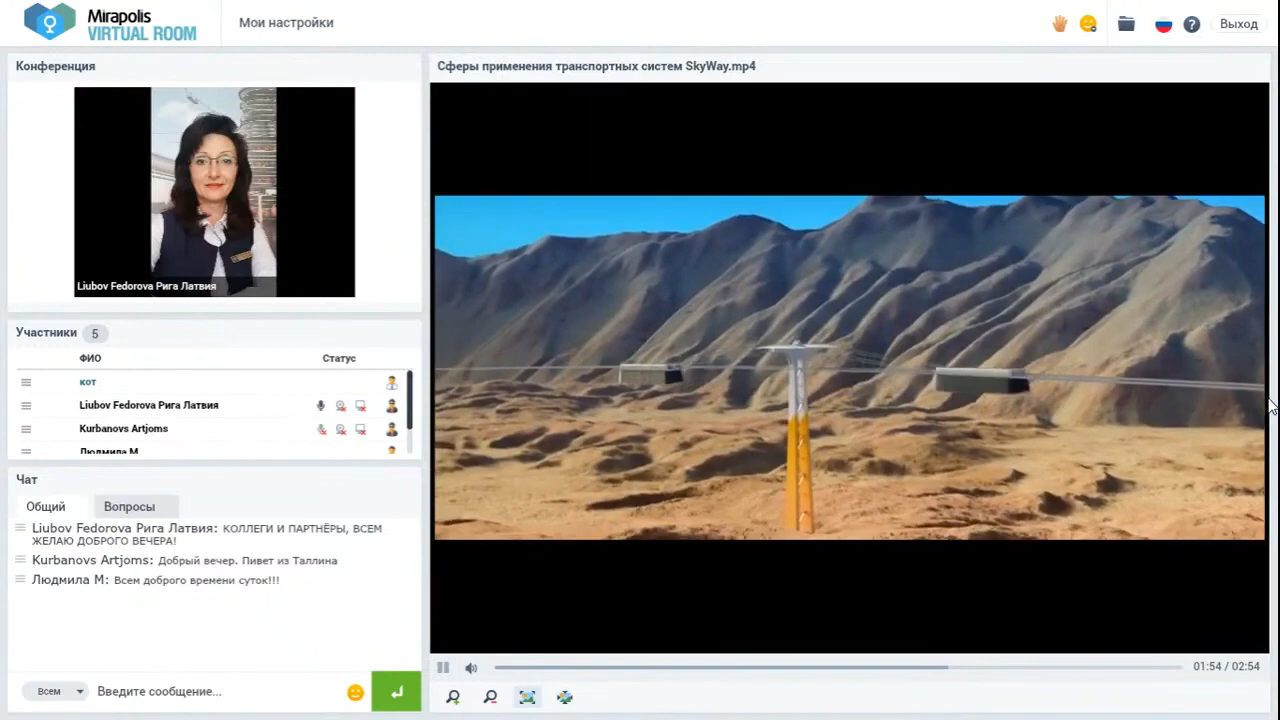 Mirapolis
VIRTUAL ROOM
Мои настройки
Выход
Конференция
Liubov Fedorova Рига Латвия
Участники 5
ФИО Статус
кот
Liubov Fedorova Рига Латвия
Kurbanovs Artjoms
Людмила М
Чат
Общий Вопросы
Liubov Fedorova Рига Латвия: КОЛЛЕГИ И ПАРТНЁРЫ, ВСЕМ
ЖЕЛАЮ ДОБРОГО ВЕЧЕРА!
Kurbanovs Artjoms: Добрый вечер. Пивет из Таллина
Людмила М: Всем доброго времени суток!!!
Всем Введите сообщение...
Сферы применения транспортных систем SkyWay.mp4
01:54 / 02:54